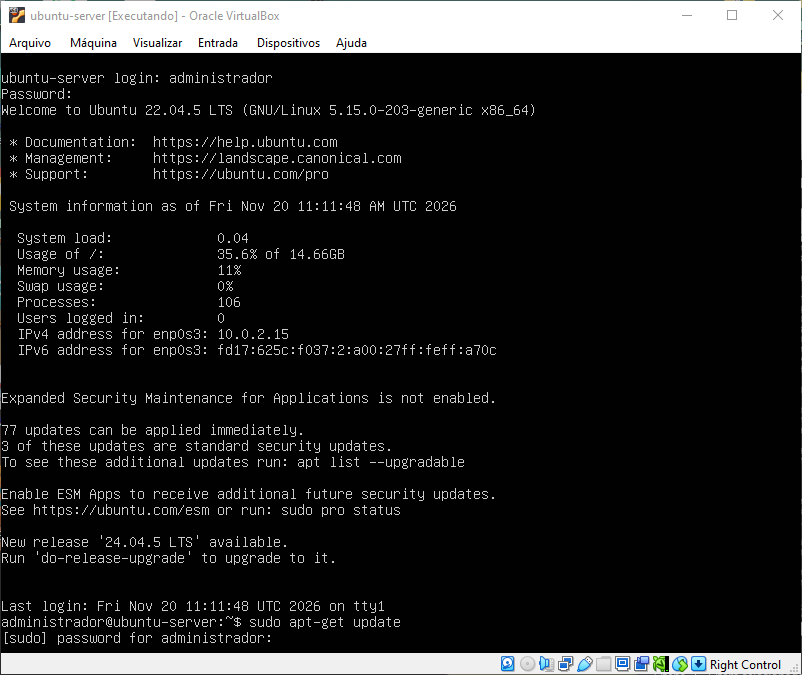 ubuntu-server [Executando] - Oracle VirtualBox
Arquivo Máquina Visualizar Entrada Dispositivos Ajuda
ubuntu-server login: administrador
Password:
Welcome to Ubuntu 22.04.5 LTS (GNU/Linux 5.15.0-203-generic x86_64)
* Documentation: https://help.ubuntu.com
* Management: https://landscape.canonical.com
* Support: https://ubuntu.com/pro
System information as of Fri Nov 20 11:11:48 AM UTC 2026
System load: 0.04
Usage of /: 35.6% of 14.66GB
Memory usage: 11%
Swap usage: 0%
Processes: 106
Users logged in: 0
IPv4 address for enp0s3: 10.0.2.15
IPv6 address for enp0s3: fd17:625c:f037:2:a00:27ff:feff:a70c
Expanded Security Maintenance for Applications is not enabled.
77 updates can be applied immediately.
3 of these updates are standard security updates.
To see these additional updates run: apt list --upgradable
Enable ESM Apps to receive additional future security updates.
See https://ubuntu.com/esm or run: sudo pro status
New release '24.04.5 LTS' available.
Run 'do-release-upgrade' to upgrade to it.
Last login: Fri Nov 20 11:11:48 UTC 2026 on tty1
administrador@ubuntu-server:~$ sudo apt-get update
[sudo] password for administrador:
Right Control